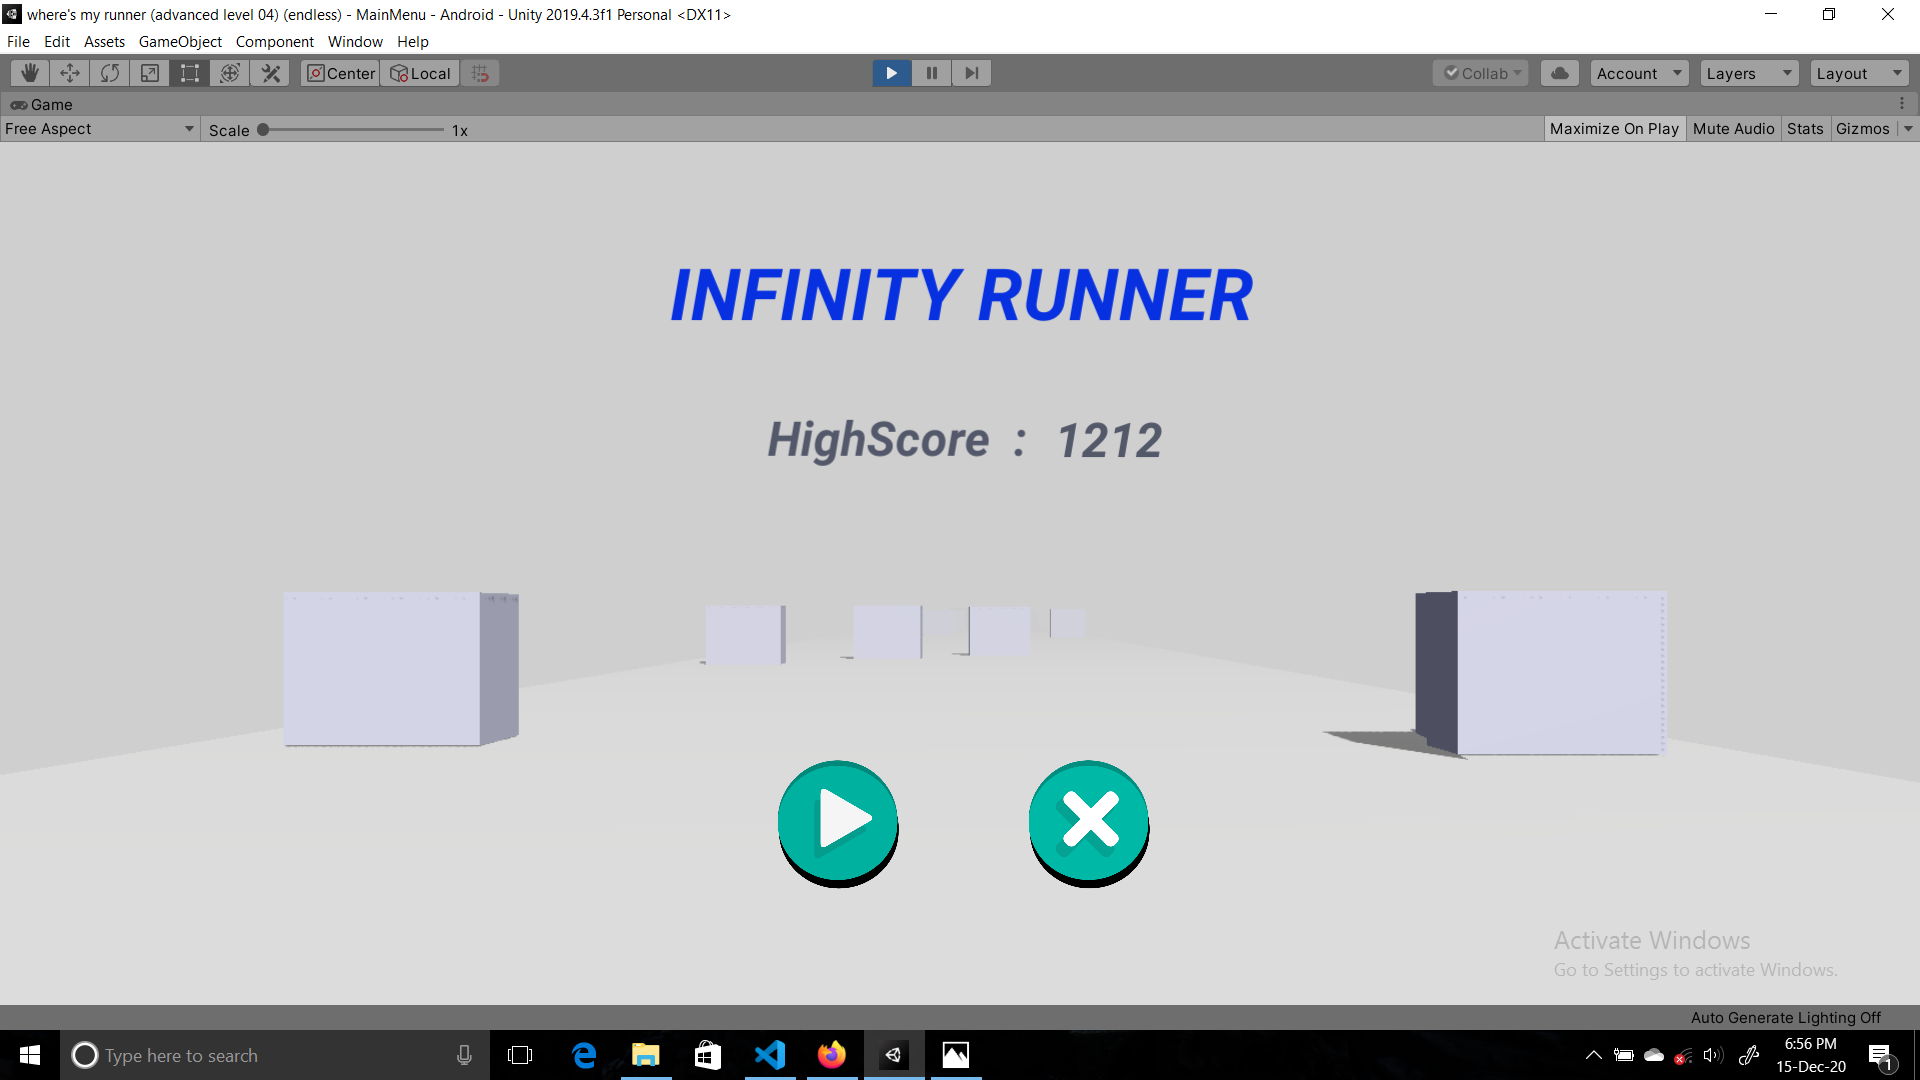 where's my runner (advanced level 04) (endless) - MainMenu - Android - Unity 2019.4.3f1 Personal <DX11>
File Edit Assets GameObject Component Window Help
Center Local Collab Account Layers Layout
Game
Free Aspect Scale 1x Maximize On Play Mute Audio Stats Gizmos
INFINITY RUNNER
HighScore : 1212
Activate Windows
Go to Settings to activate Windows.
Auto Generate Lighting Off
Type here to search
6:56 PM
15-Dec-20
1